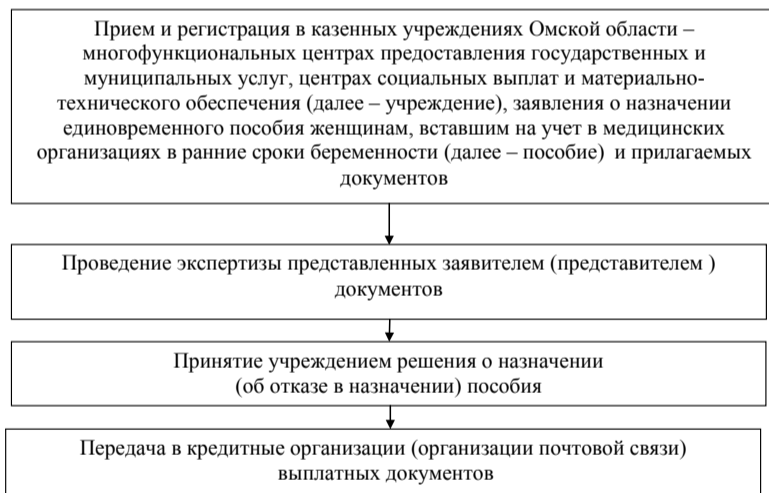 Прием и регистрация в казенных учреждениях Омской области –
многофункциональных центрах предоставления государственных и
муниципальных услуг, центрах социальных выплат и материально-
технического обеспечения (далее – учреждение), заявления о назначении
единовременного пособия женщинам, вставшим на учет в медицинских
организациях в ранние сроки беременности (далее – пособие) и прилагаемых
документов
Проведение экспертизы представленных заявителем (представителем )
документов
Принятие учреждением решения о назначении
(об отказе в назначении) пособия
Передача в кредитные организации (организации почтовой связи)
выплатных документов